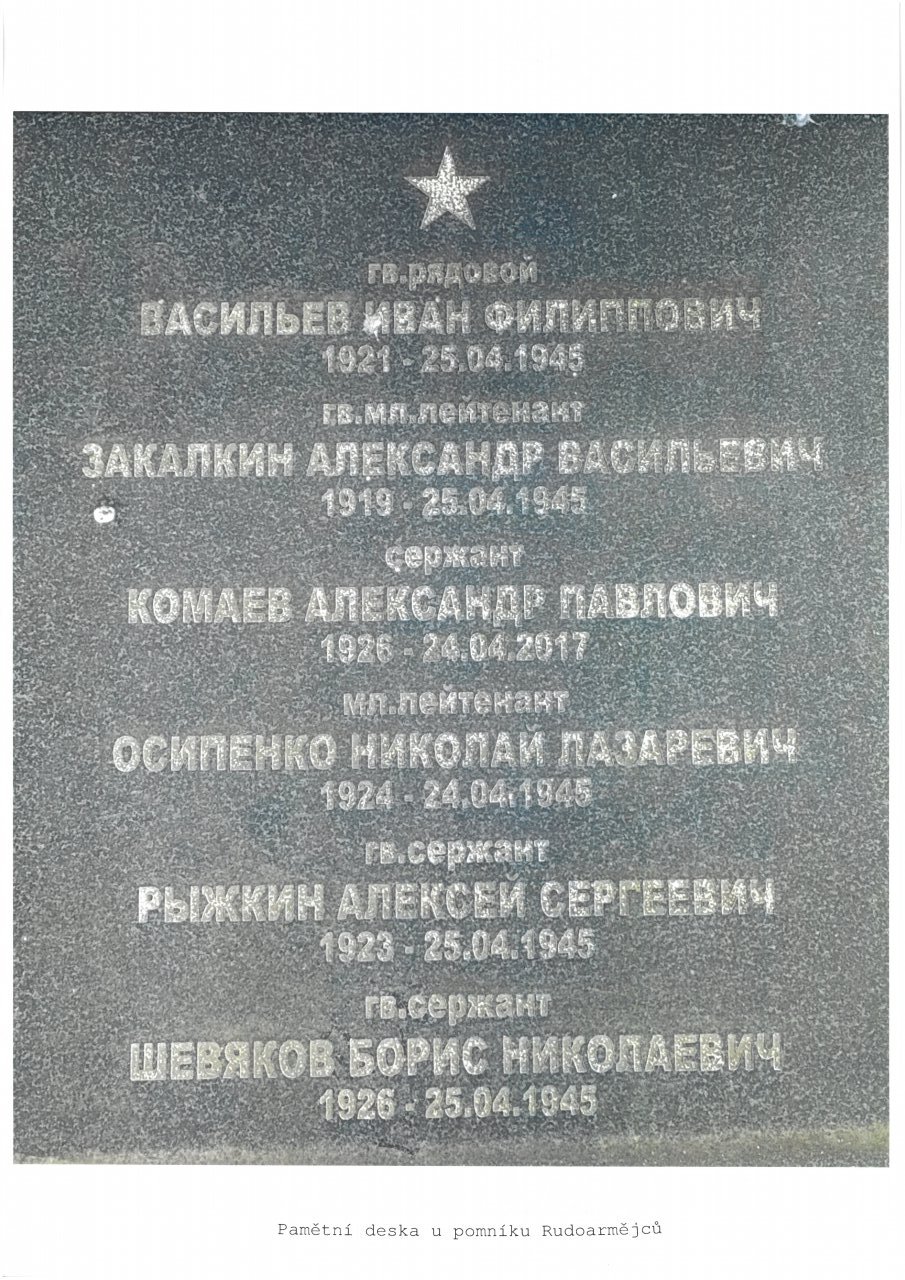 гв.рядовой
ВАСИЛЬЕВ ИВАН ФИЛИППОВИЧ
1921 - 25.04.1945
гв.мл.лейтенант
ЗАКАЛКИН АЛЕКСАНДР ВАСИЛЬЕВИЧ
1919 - 25.04.1945
сержант
КОМАЕВ АЛЕКСАНДР ПАВЛОВИЧ
1926 - 24.04.2017
мл.лейтенант
ОСИПЕНКО НИКОЛАЙ ЛАЗАРЕВИЧ
1924 - 24.04.1945
гв.сержант
РЫЖКИН АЛЕКСЕЙ СЕРГЕЕВИЧ
1923 - 25.04.1945
гв.сержант
ШЕВЯКОВ БОРИС НИКОЛАЕВИЧ
1926 - 25.04.1945
Pamětní deska u pomníku Rudoarmějců